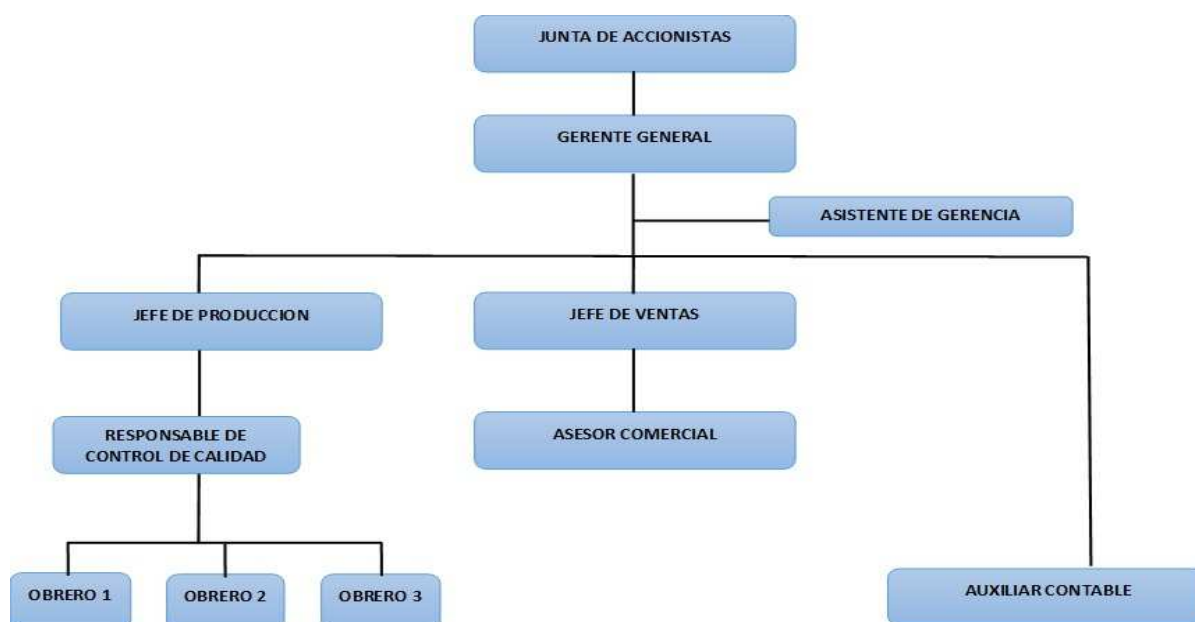 JUNTA DE ACCIONISTAS
GERENTE GENERAL
ASISTENTE DE GERENCIA
JEFE DE PRODUCCION
JEFE DE VENTAS
RESPONSABLE DE
CONTROL DE CALIDAD
ASESOR COMERCIAL
OBRERO 1
OBRERO 2
OBRERO 3
AUXILIAR CONTABLE